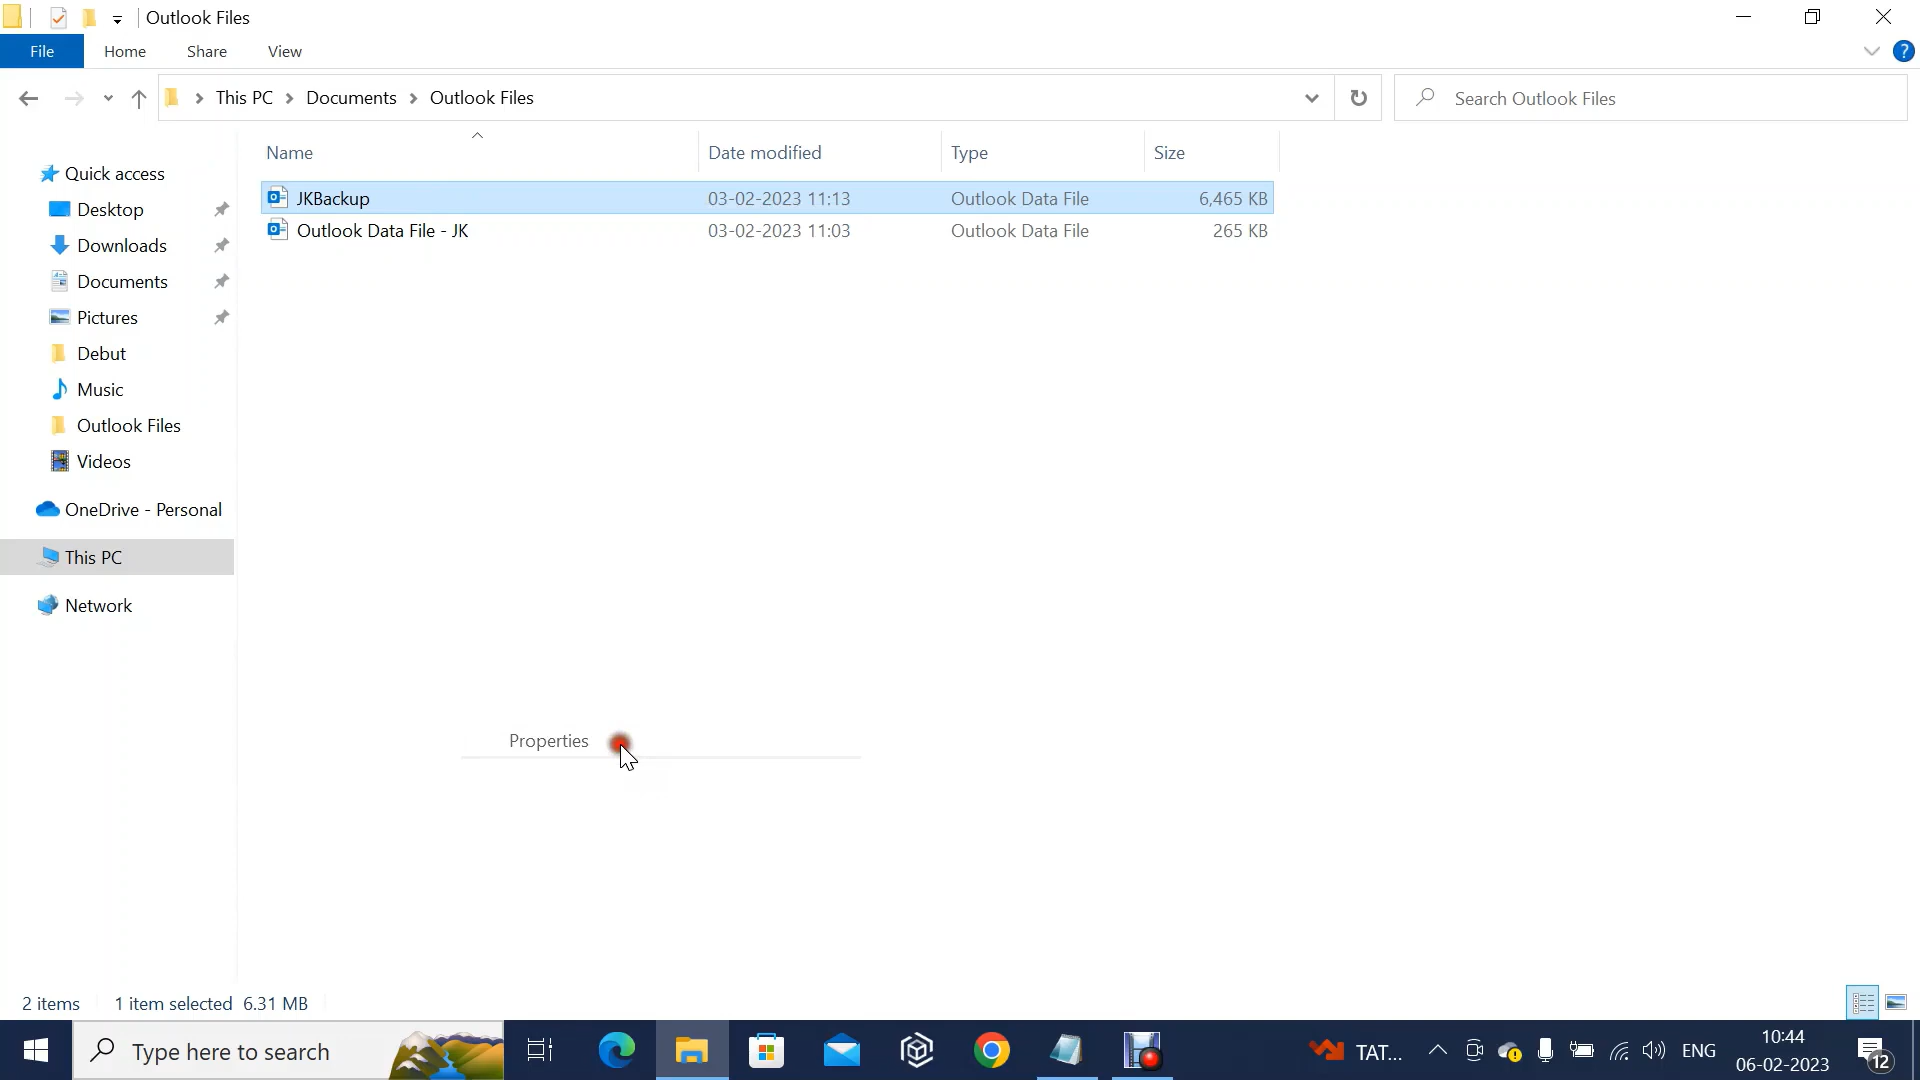 Outlook Files
File Home Share View
This PC Documents Outlook Files
Search Outlook Files
Name Date modified Type Size
JKBackup 03-02-2023 11:13 Outlook Data File 6,465 KB
Outlook Data File - JK 03-02-2023 11:03 Outlook Data File 265 KB
Quick access
Desktop
Downloads
Documents
Pictures
Debut
Music
Outlook Files
Videos
OneDrive - Personal
This PC
Network
Properties
2 items 1 item selected 6.31 MB
Type here to search
TAT...
ENG
10:44
06-02-2023
12